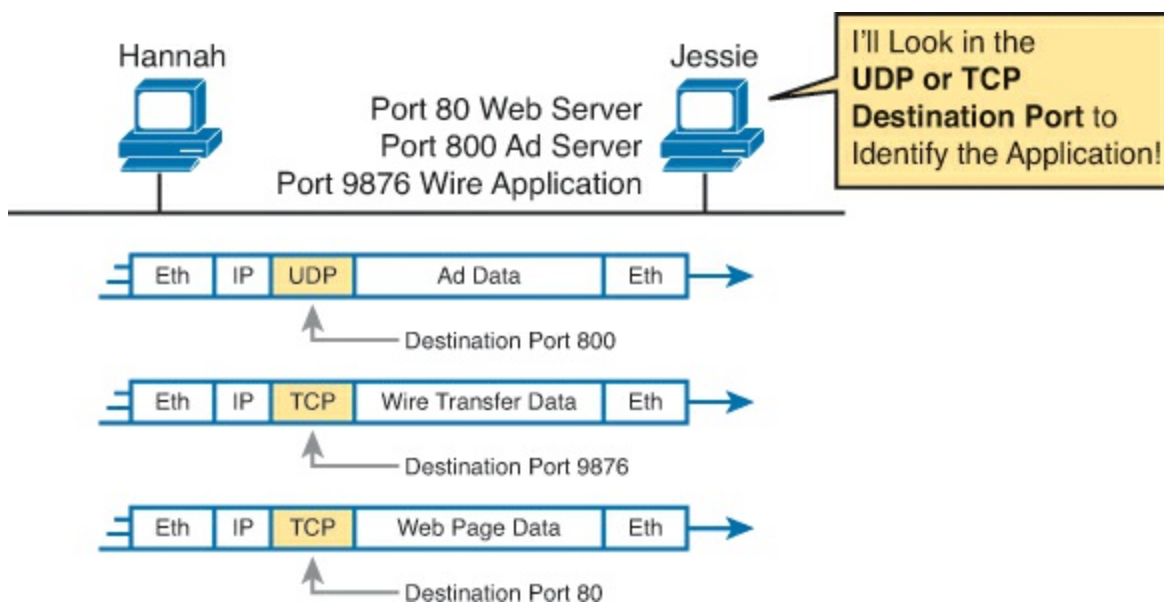 Hannah
Jessie
I'll Look in the
UDP or TCP
Destination Port to
Identify the Application!
Port 80 Web Server
Port 800 Ad Server
Port 9876 Wire Application
Eth IP UDP Ad Data Eth
Destination Port 800
Eth IP TCP Wire Transfer Data Eth
Destination Port 9876
Eth IP TCP Web Page Data Eth
Destination Port 80